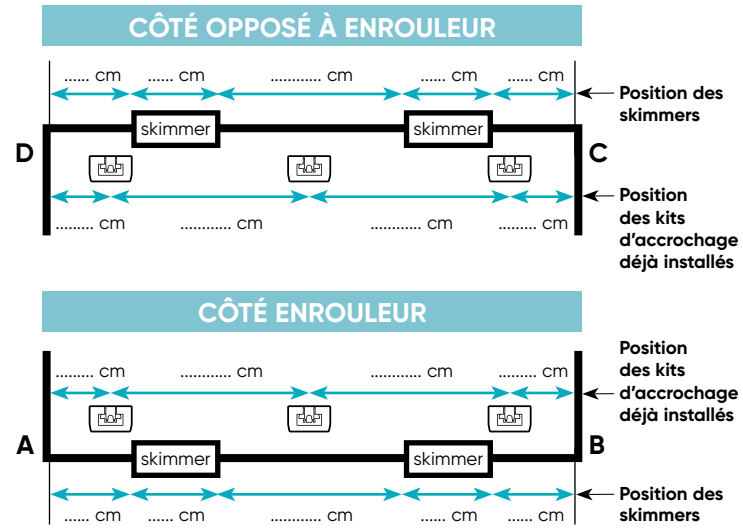 CÔTÉ OPPOSÉ À ENROULEUR
...... cm ...... cm ............ cm ...... cm ...... cm
Position des
skimmers
skimmer skimmer
D C
Position
des kits
d'accrochage
déjà installés
......... cm ............ cm ............ cm ......... cm
CÔTÉ ENROULEUR
Position
des kits
d'accrochage
déjà installés
......... cm ............ cm ............ cm ......... cm
A B
skimmer skimmer
Position des
skimmers
...... cm ...... cm ............ cm ...... cm ...... cm